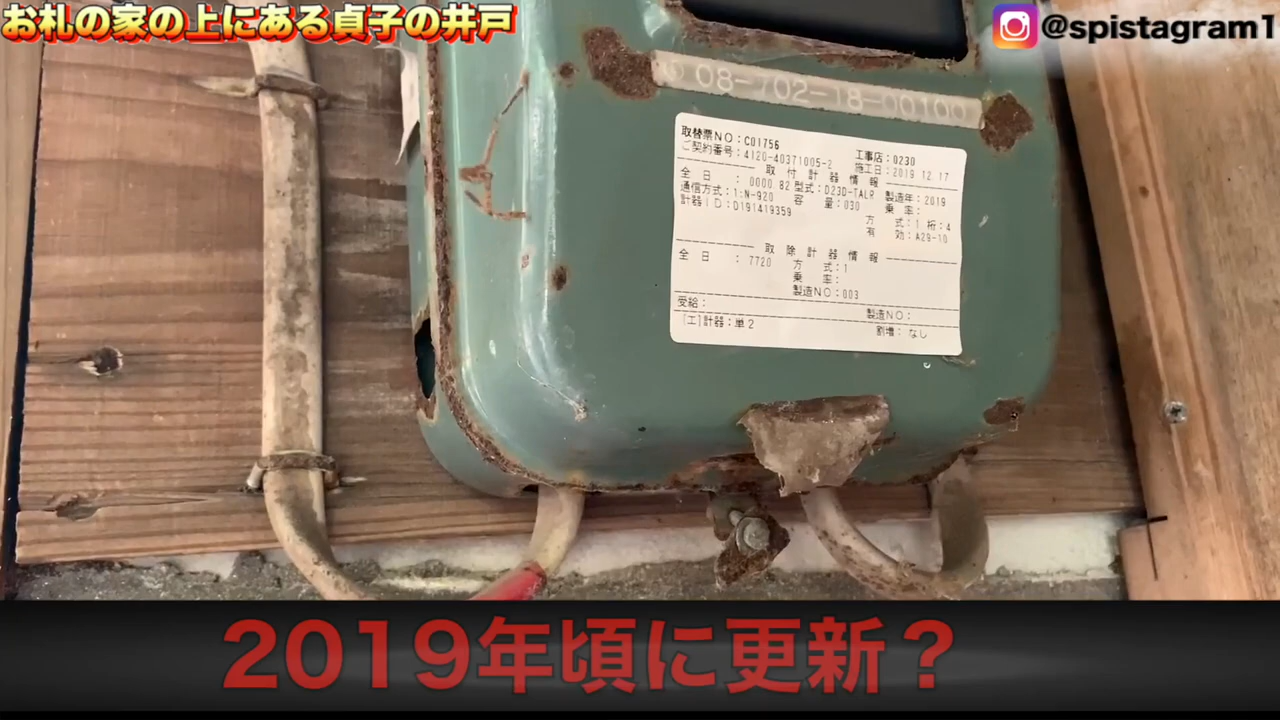 お札の家の上にある貞子の井戸
@spistagram1
08-702-18-00100
取替票NO：C01756
工事店：0230
ご契約番号：4120-40371005-2
施工日：2019 12.17
取 付 計 器 情 報
全 日 ： 0000 82 型式：D23D-TALR 製造年：2019
通信方式：1:N-920 容 量：030 乗 率：
計器ID：D191419359
方 式：1 桁：4
有 効：A29-10
取 除 計 器 情 報
全 日 ： 7720 方 式：1
乗 率：
製造NO：003
受給：
製造NO：
[工]計器：単2
割増： なし
2019年頃に更新？